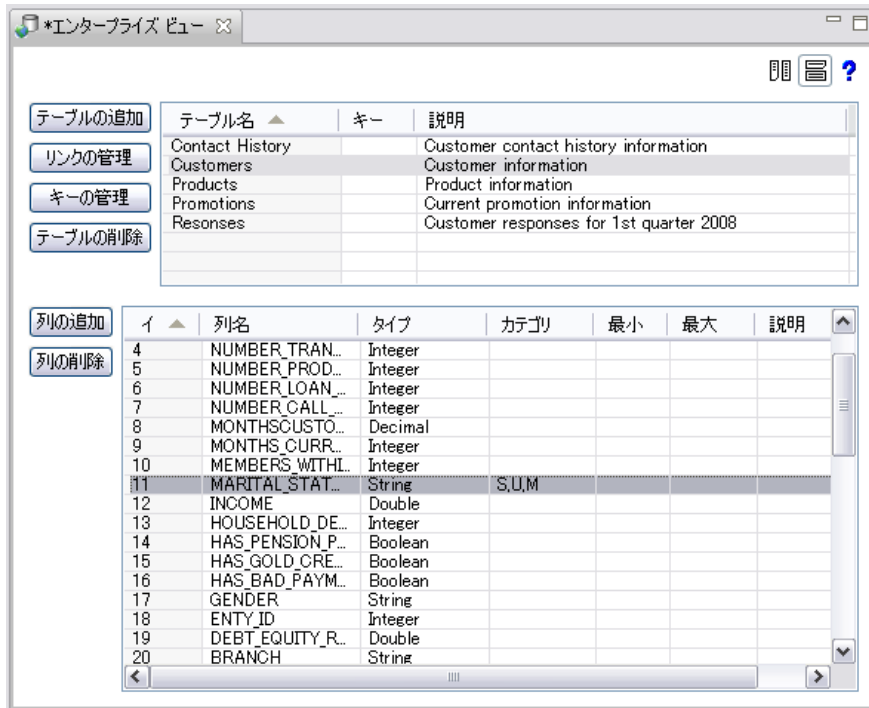 *エンタープライズ ビュー
?
テーブルの追加
リンクの管理
キーの管理
テーブルの削除
テーブル名 キー 説明
Contact History Customer contact history information
Customers Customer information
Products Product information
Promotions Current promotion information
Resonses Customer responses for 1st quarter 2008
列の追加
列の削除
イ 列名 タイプ カテゴリ 最小 最大 説明
4 NUMBER_TRAN... Integer
5 NUMBER_PROD... Integer
6 NUMBER_LOAN_... Integer
7 NUMBER_CALL_... Integer
8 MONTHSCUSTO... Decimal
9 MONTHS_CURR... Integer
10 MEMBERS_WITHI... Integer
11 MARITAL_STAT... String S,U,M
12 INCOME Double
13 HOUSEHOLD_DE... Integer
14 HAS_PENSION_P... Boolean
15 HAS_GOLD_CRE... Boolean
16 HAS_BAD_PAYM... Boolean
17 GENDER String
18 ENTY_ID Integer
19 DEBT_EQUITY_R... Double
20 BRANCH String